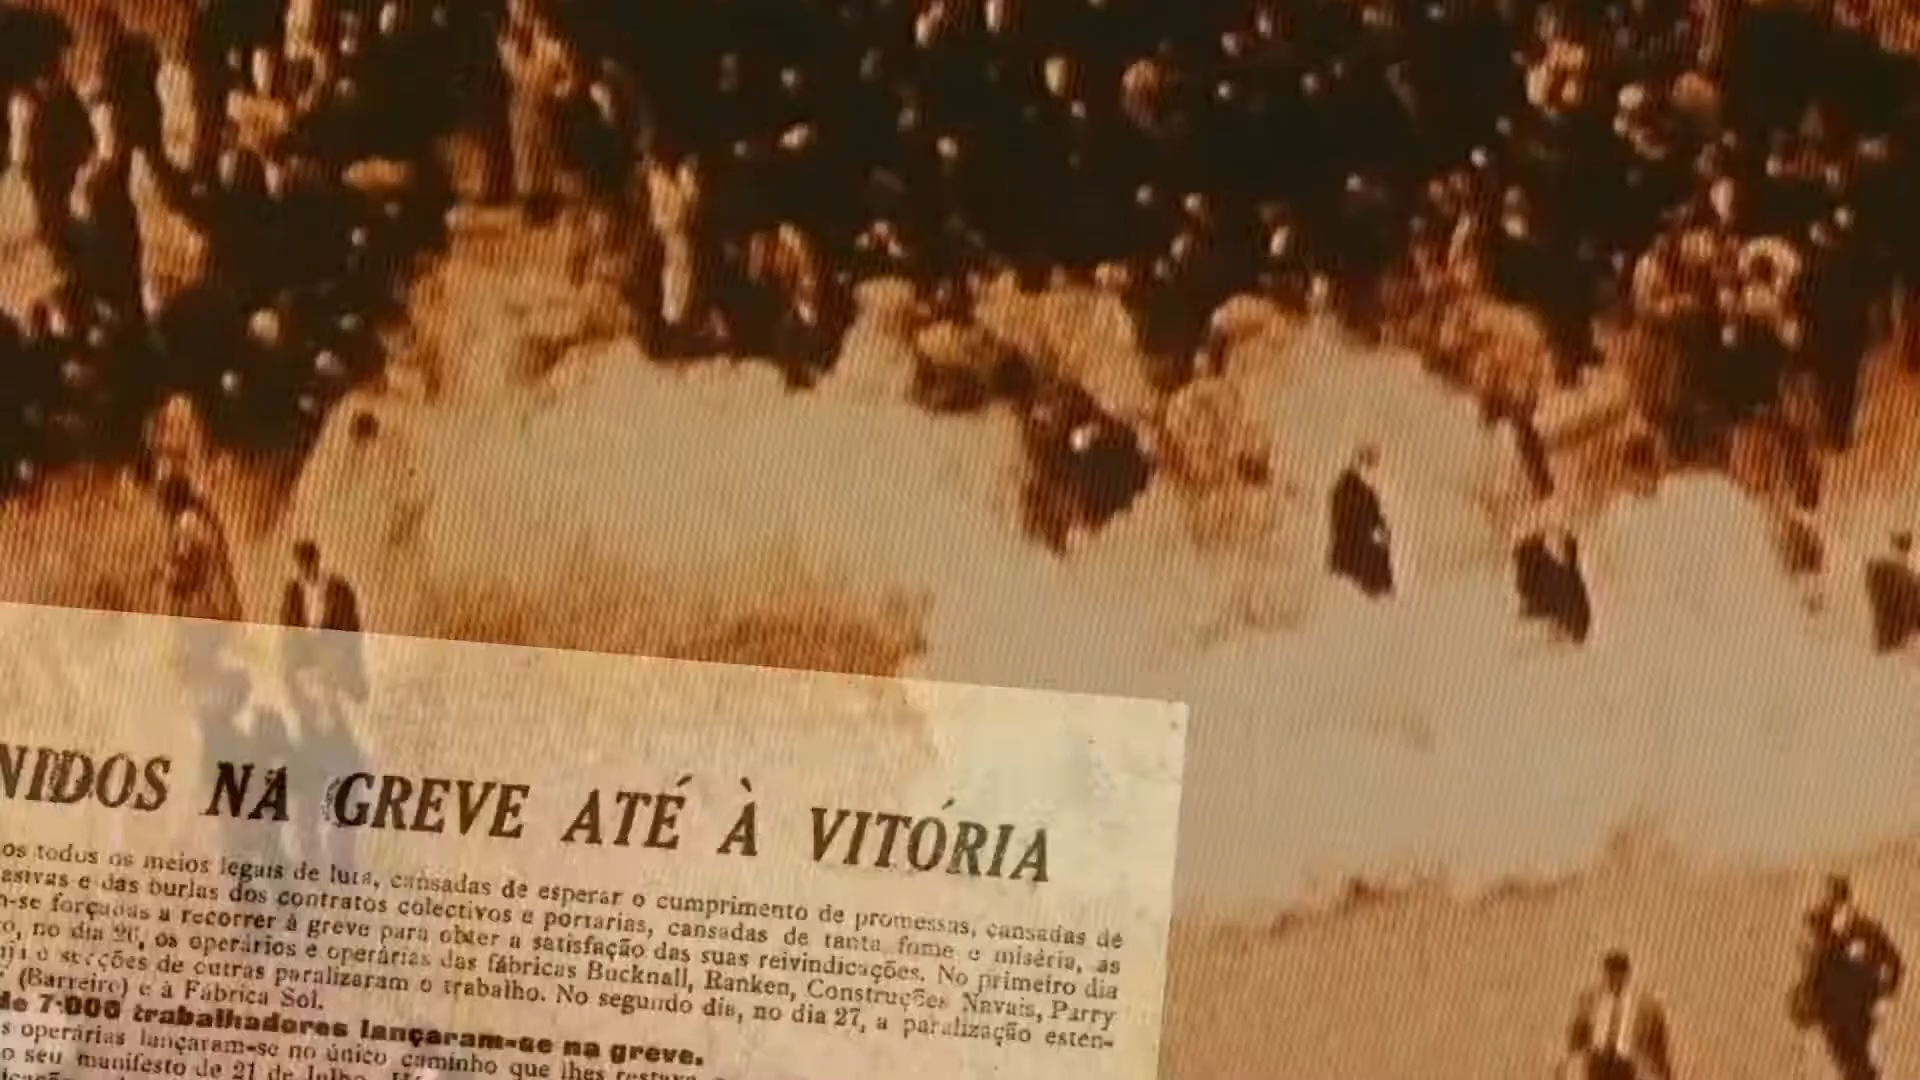 NIDOS NA GREVE ATÉ À VITÓRIA
os todus os meios legais de luta, cansadas de esperar o cumprimento de promessas, cansadas de
asivas e das burlas dos contratos colectivos e portarias, cansadas de tanta fome e miséria, as
-se forçadas a recorrer à greve para obter a satisfação das suas reivindicações. No primeiro dia
o, no dia 26, os operários e operárias das fábricas Bucknall, Ranken, Construções Navais, Parry
e secções de outras paralizaram o trabalho. No segundo dia, no dia 27, a paralização esten-
(Barreiro) e à Fábrica Sol.
de 7.000 trabalhadores lançaram-se na greve.
s operárias lançaram-se no único caminho que lhes
o seu manifesto de 21 de Julho.